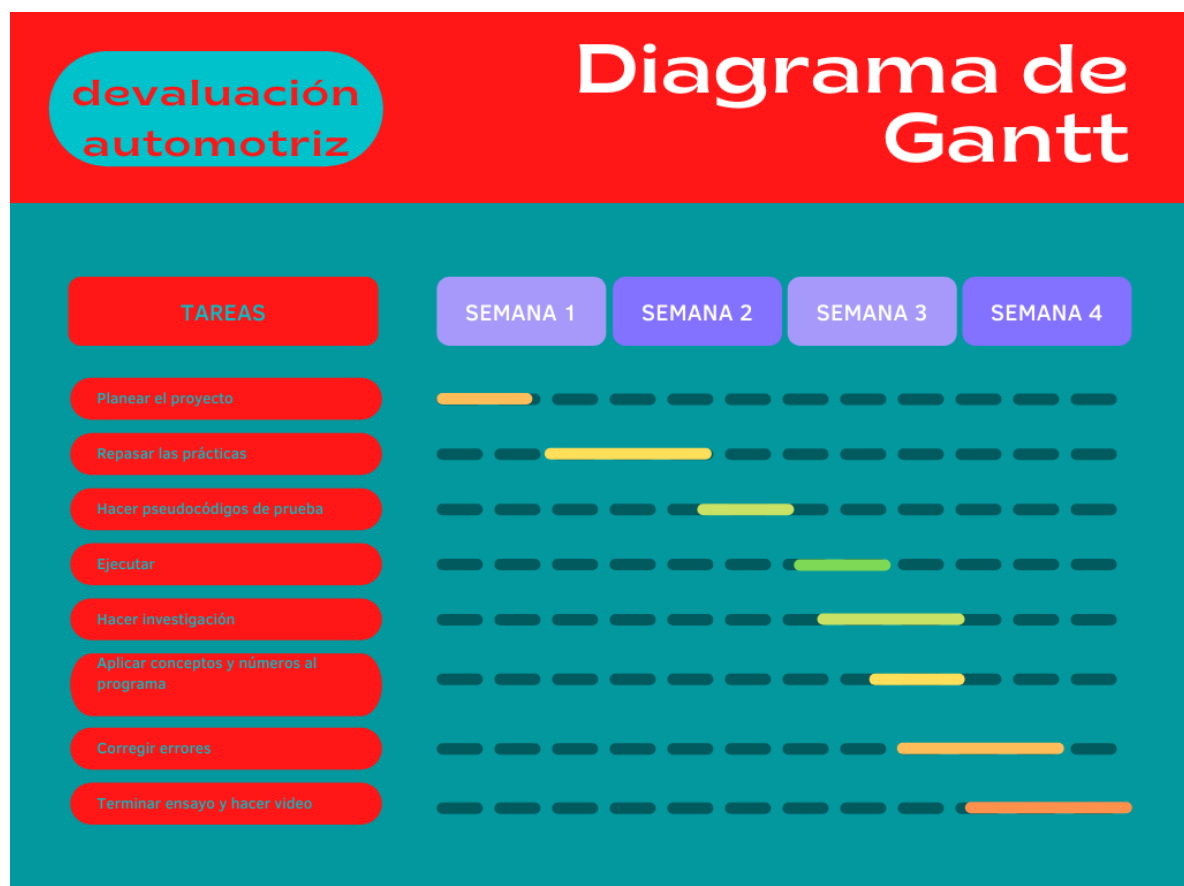 devaluación
automotriz
Diagrama de
Gantt
TAREAS
SEMANA 1
SEMANA 2
SEMANA 3
SEMANA 4
Planear el proyecto
Repasar las prácticas
Hacer pseudocódigos de prueba
Ejecutar
Hacer investigación
Aplicar conceptos y números al
programa
Corregir errores
Terminar ensayo y hacer video